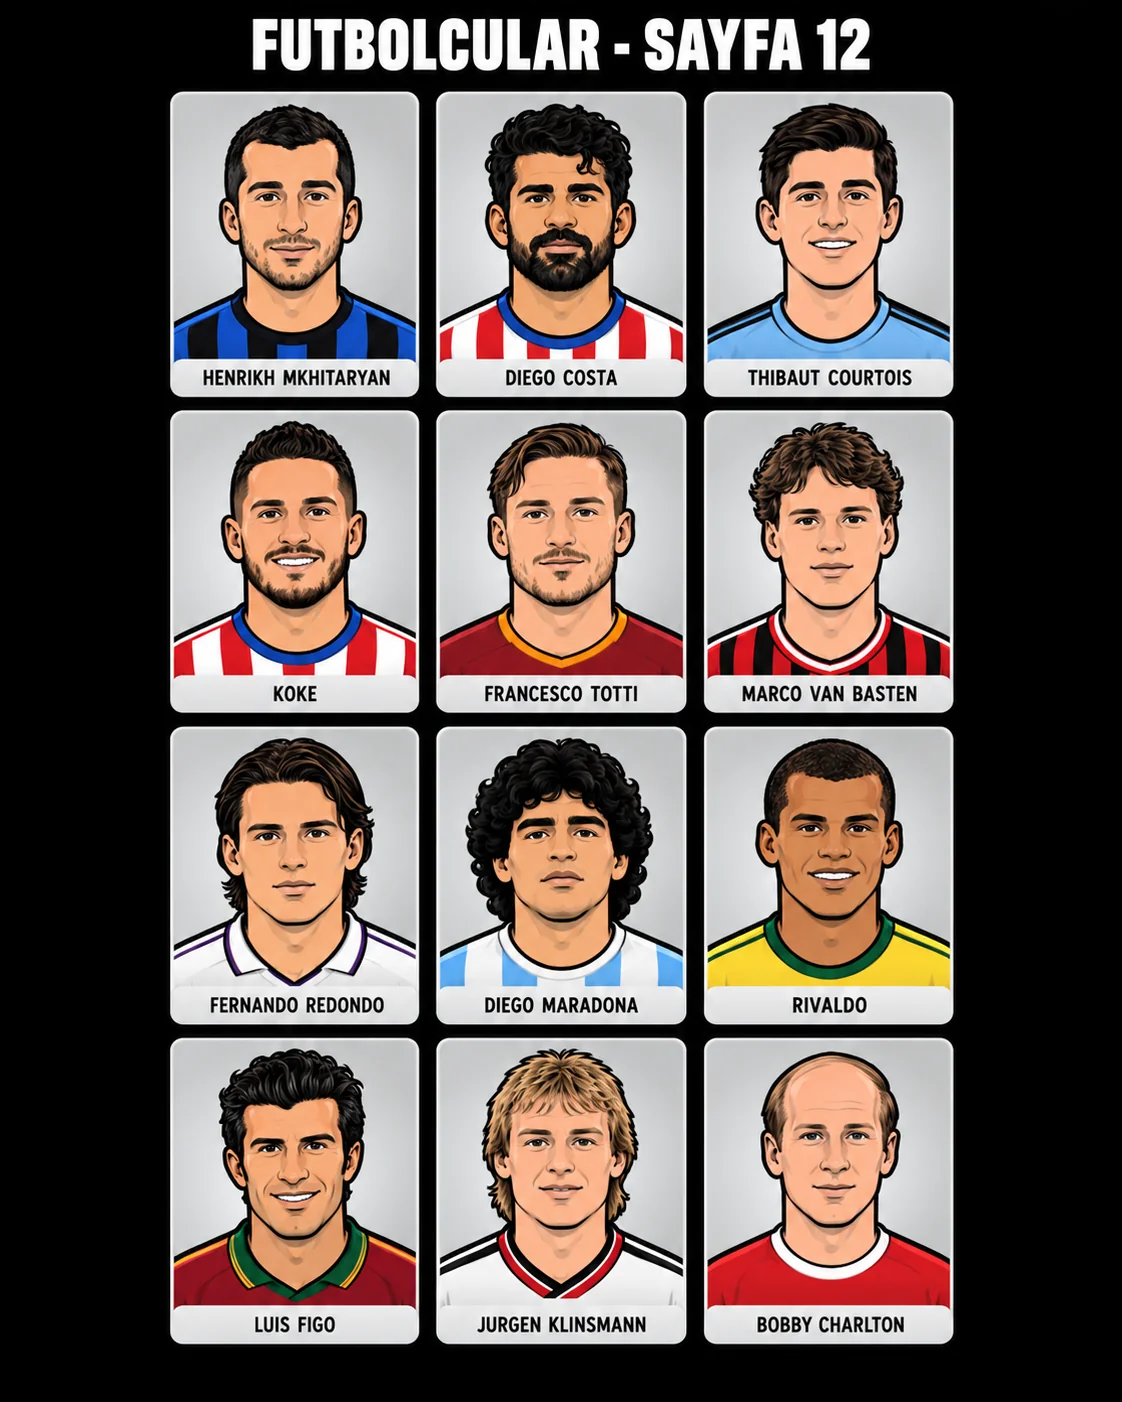 FUTBOLCULAR - SAYFA 12
HENRIKH MKHITARYAN
DIEGO COSTA
THIBAUT COURTOIS
KOKE
FRANCESCO TOTTI
MARCO VAN BASTEN
FERNANDO REDONDO
DIEGO MARADONA
RIVALDO
LUIS FIGO
JURGEN KLINSMANN
BOBBY CHARLTON